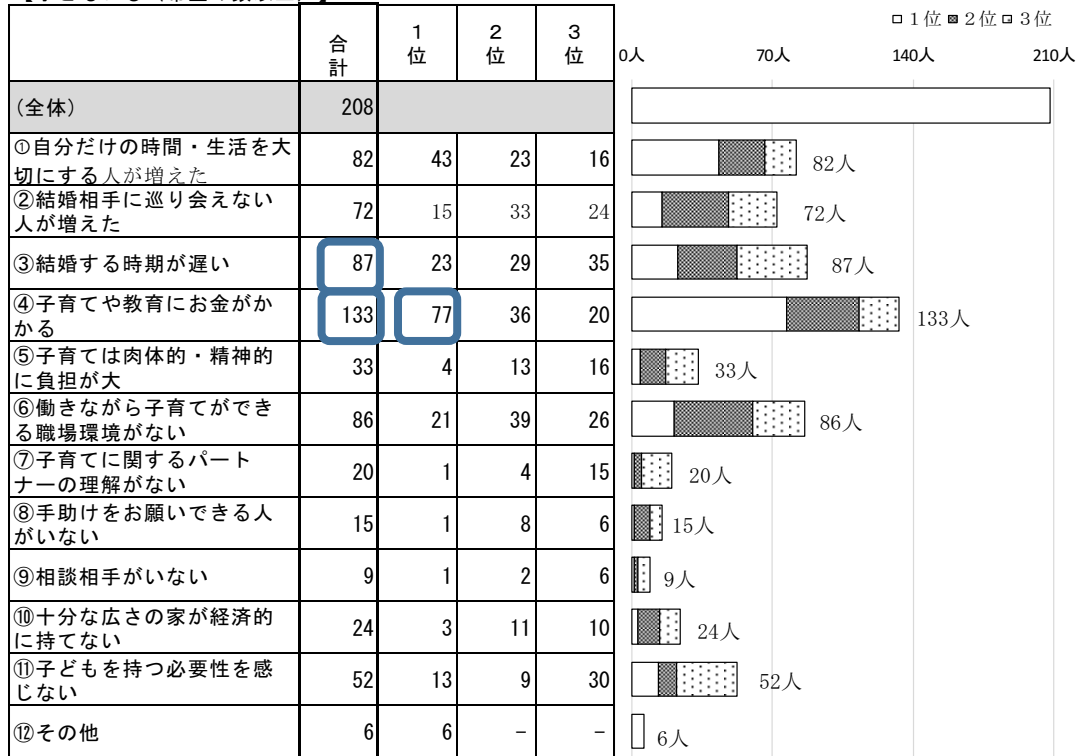 □1位■2位□3位
合計 1位 2位 3位
0人 70人 140人 210人
(全体) 208
①自分だけの時間・生活を大
切にする人が増えた 82 43 23 16 82人
②結婚相手に巡り会えない
人が増えた 72 15 33 24 72人
③結婚する時期が遅い 87 23 29 35 87人
④子育てや教育にお金がか
かる 133 77 36 20 133人
⑤子育ては肉体的・精神的
に負担が大 33 4 13 16 33人
⑥働きながら子育てができ
る職場環境がない 86 21 39 26 86人
⑦子育てに関するパート
ナーの理解がない 20 1 4 15 20人
⑧手助けをお願いできる人
がいない 15 1 8 6 15人
⑨相談相手がいない 9 1 2 6 9人
⑩十分な広さの家が経済的
に持てない 24 3 11 10 24人
⑪子どもを持つ必要性を感
じない 52 13 9 30 52人
⑫その他 6 6 － － 6人